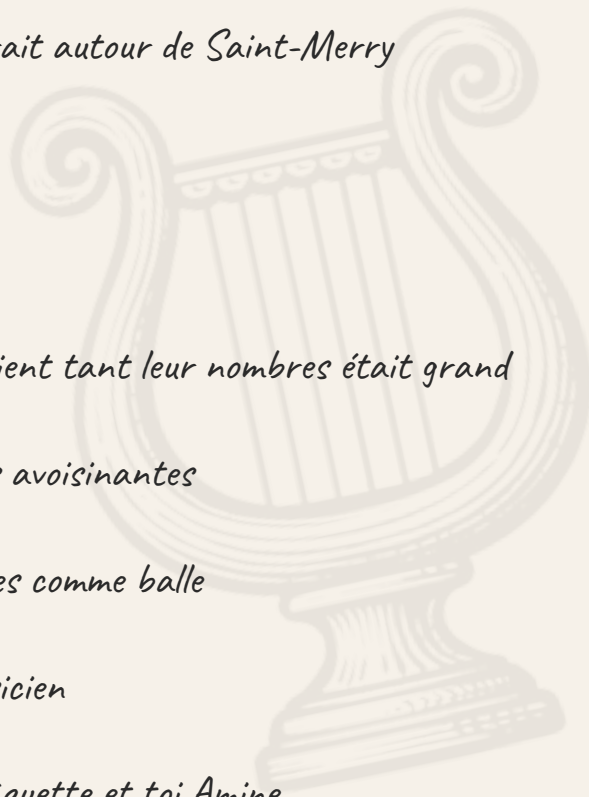 ait autour de Saint-Merry
ient tant leur nombres était grand
avoisinantes
es comme balle
icien
quette et toi Amine